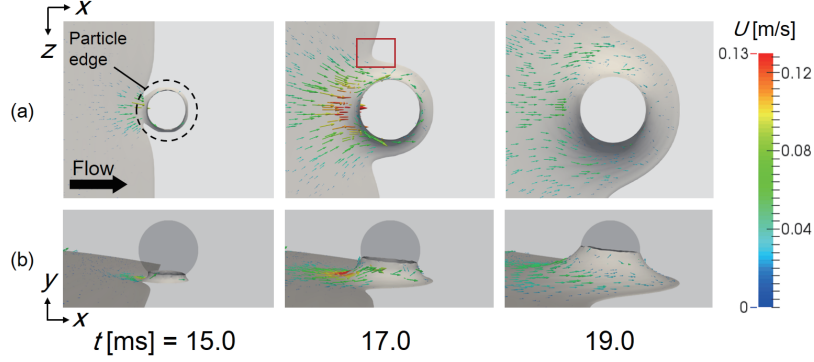 x
z
Particle
edge
(a)
Flow
U [m/s]
0.13
0.12
0.08
0.04
0
(b)
y
x
t [ms] = 15.0
17.0
19.0